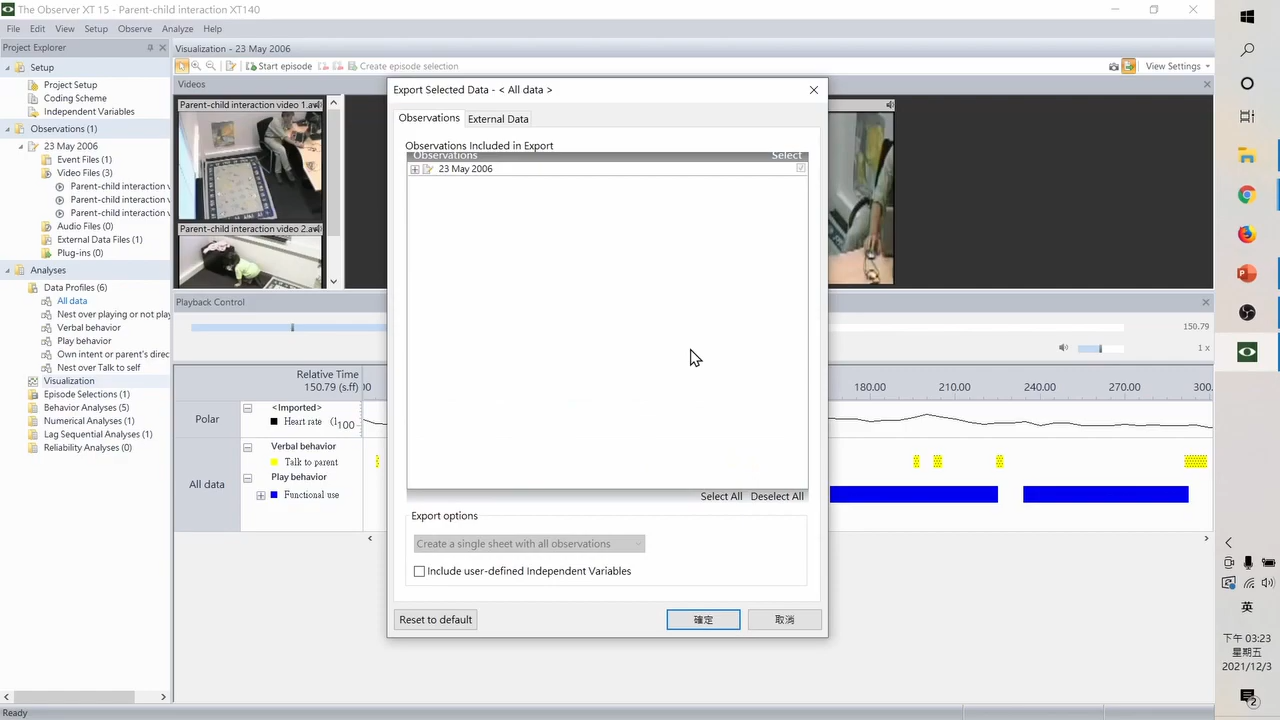 The Observer XT 15 - Parent-child interaction XT140
File Edit View Setup Observe Analyze Help
Project Explorer
Visualization - 23 May 2006
Start episode
Create episode selection
View Settings
Setup
Project Setup
Coding Scheme
Independent Variables
Observations (1)
23 May 2006
Event Files (1)
Video Files (3)
Parent-child interaction v
Parent-child interaction v
Parent-child interaction v
Audio Files (0)
External Data Files (1)
Plug-ins (0)
Analyses
Data Profiles (6)
All data
Nest over playing or not play
Verbal behavior
Play behavior
Own intent or parent's direc
Nest over Talk to self
Visualization
Episode Selections (1)
Behavior Analyses (5)
Numerical Analyses (1)
Lag Sequential Analyses (1)
Reliability Analyses (0)
Ready
Videos
Parent-child interaction video 1.avi
Parent-child interaction video 2.avi
Playback Control
150.79
1 x
Relative Time
150.79 (s.ff)
00
180.00 210.00 240.00 270.00 300.
Polar
<Imported>
Heart rate (1
100
All data
Verbal behavior
Talk to parent
Play behavior
Functional use
Export Selected Data - < All data >
Observations External Data
Observations Included in Export
Observations Select
23 May 2006
Select All Deselect All
Export options
Create a single sheet with all observations
Include user-defined Independent Variables
Reset to default 確定 取消
英
下午 03:23
星期五
2021/12/3
2